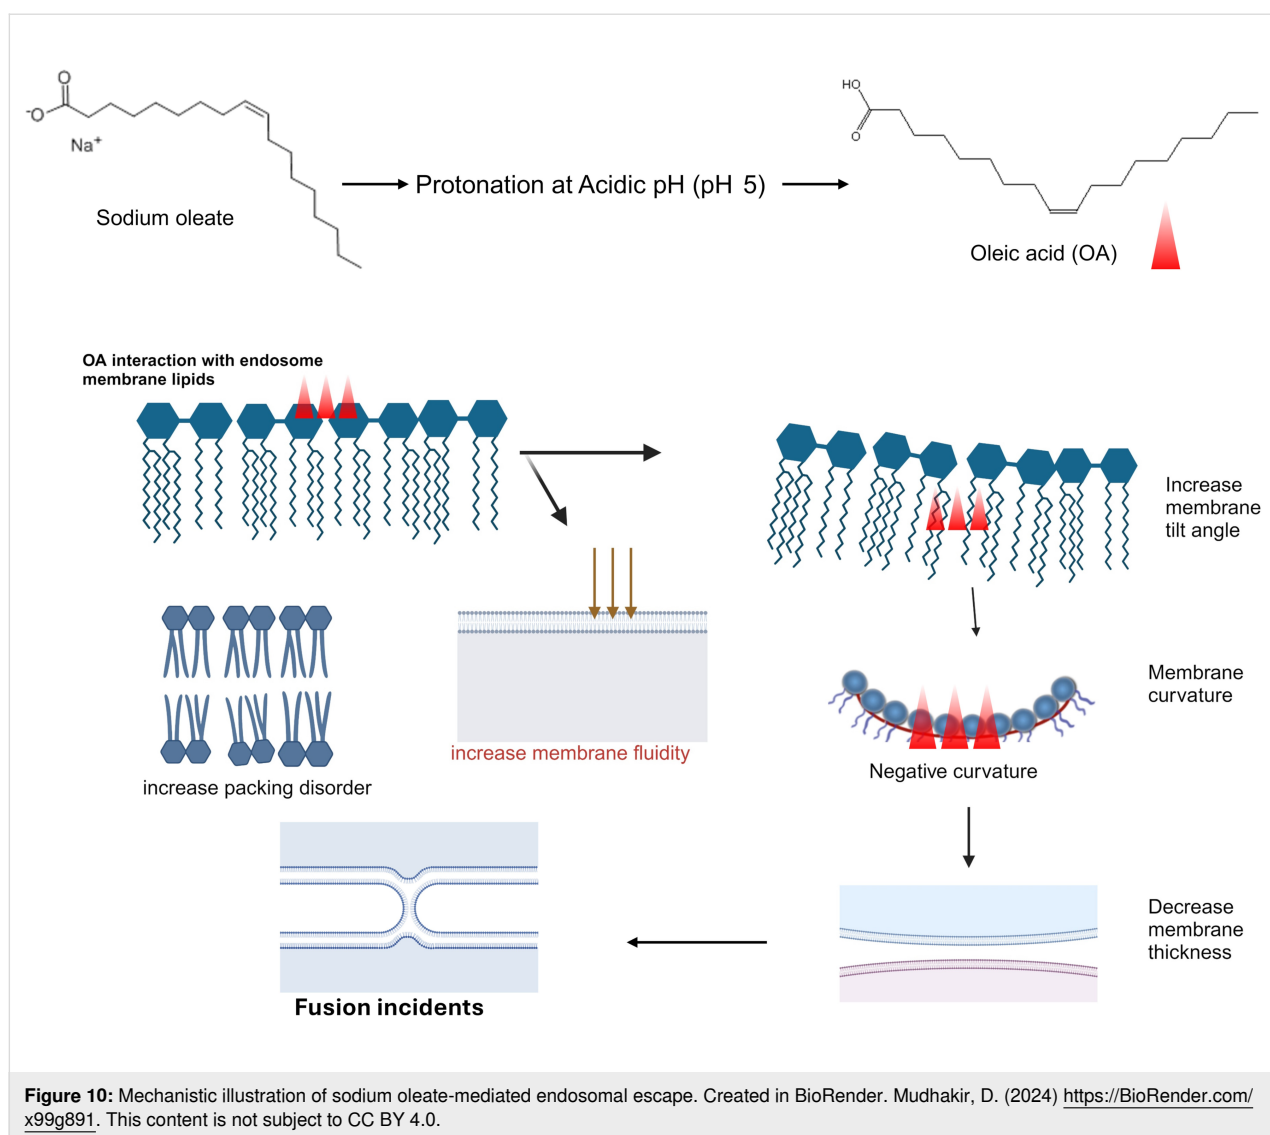 O
-O
Na+
Sodium oleate
Protonation at Acidic pH (pH 5)
HO
O
Oleic acid (OA)
OA interaction with endosome
membrane lipids
Increase
membrane
tilt angle
increase packing disorder
increase membrane fluidity
Membrane
curvature
Negative curvature
Decrease
membrane
thickness
Fusion incidents
Figure 10: Mechanistic illustration of sodium oleate-mediated endosomal escape. Created in BioRender. Mudhakir, D. (2024) https://BioRender.com/
x99g891. This content is not subject to CC BY 4.0.